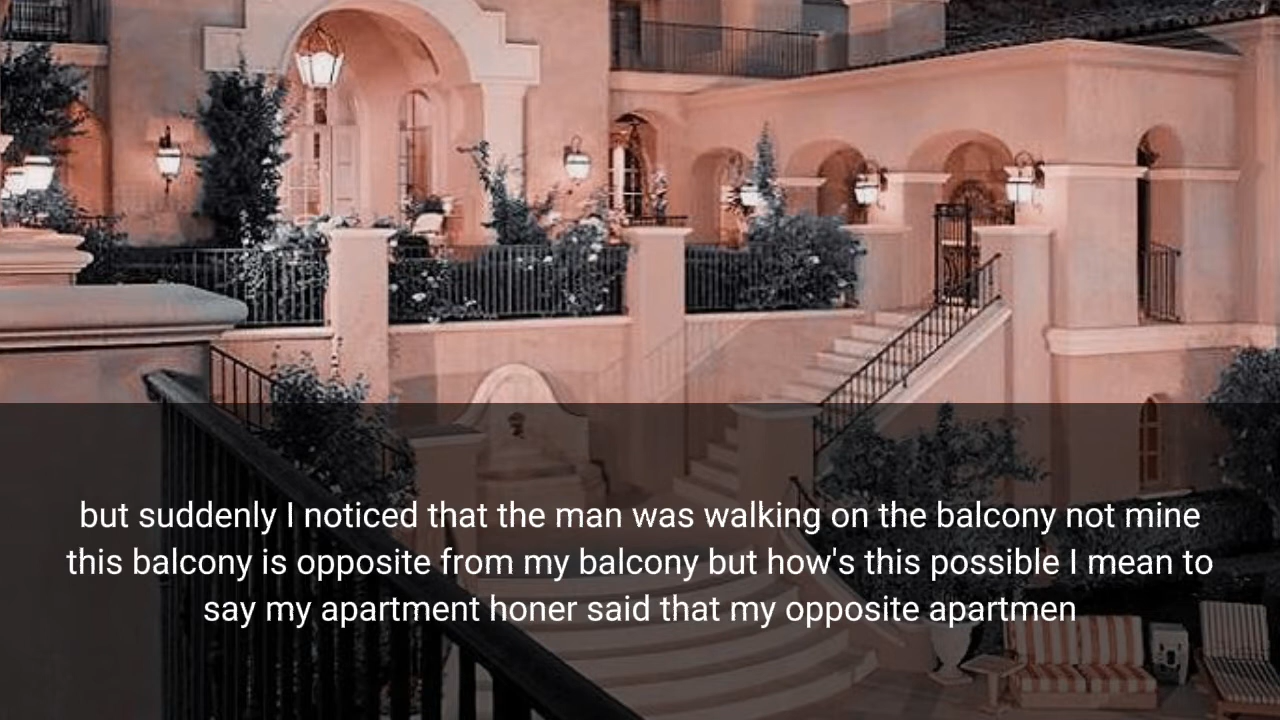 but suddenly I noticed that the man was walking on the balcony not mine
this balcony is opposite from my balcony but how's this possible I mean to
say my apartment honer said that my opposite apartmen